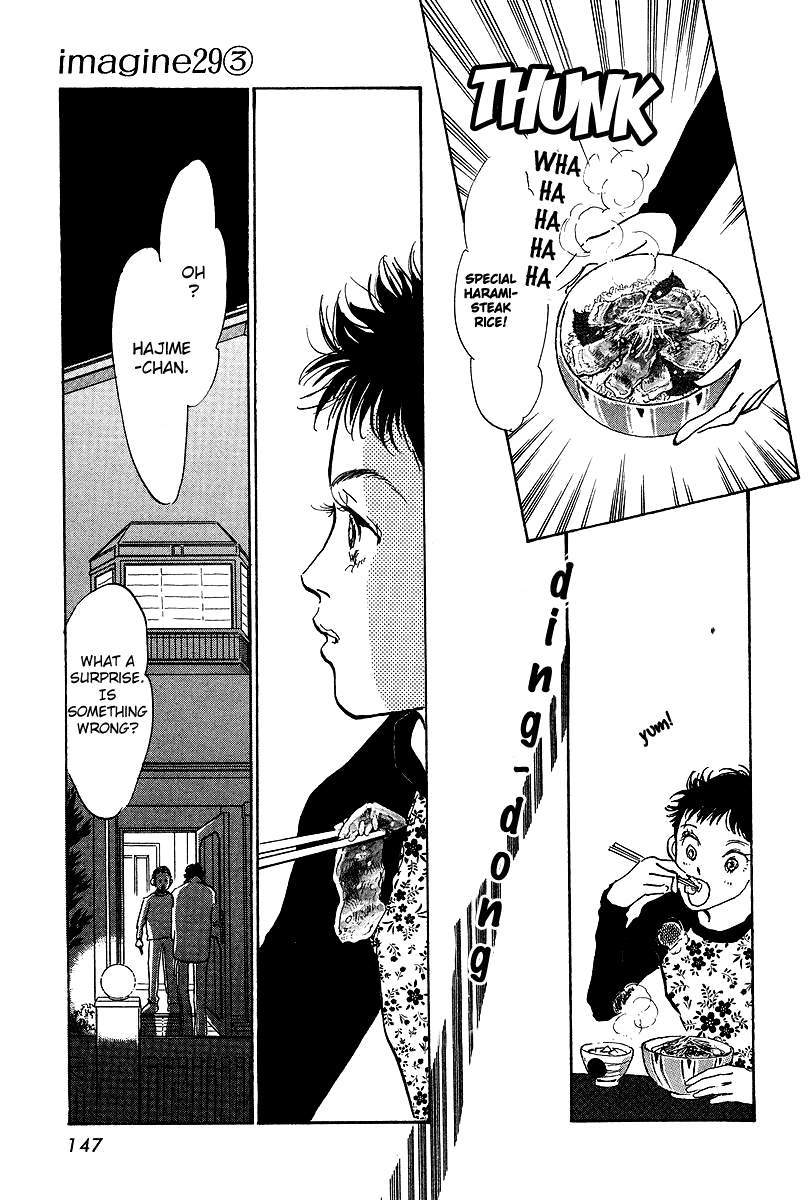 imagine29③
THUNK
WHA
HA
HA
HA
HA
SPECIAL
HARAMI-
STEAK
RICE!
yum!
ding-dong
OH
?
HAJIME
-CHAN.
WHAT A
SURPRISE.
IS
SOMETHING
WRONG?
147